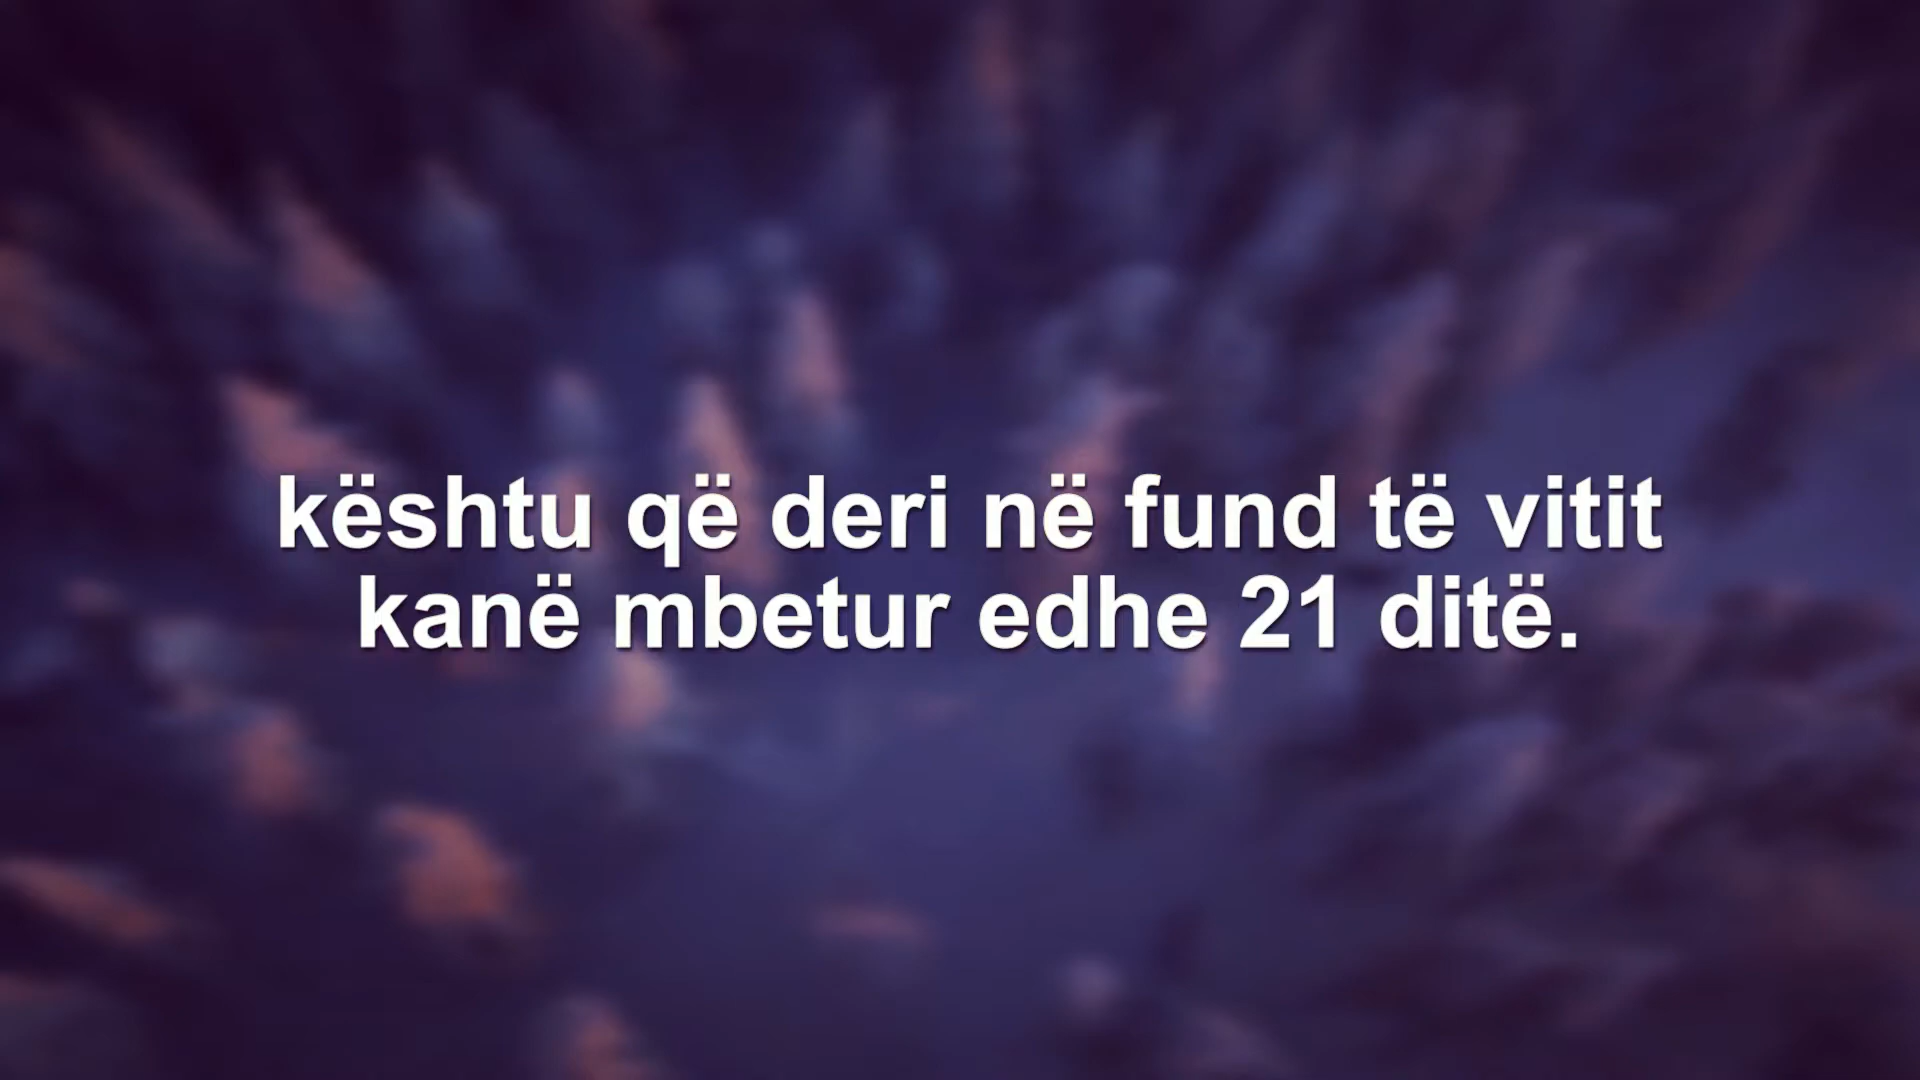 kështu që deri në fund të vitit
kanë mbetur edhe 21 ditë.